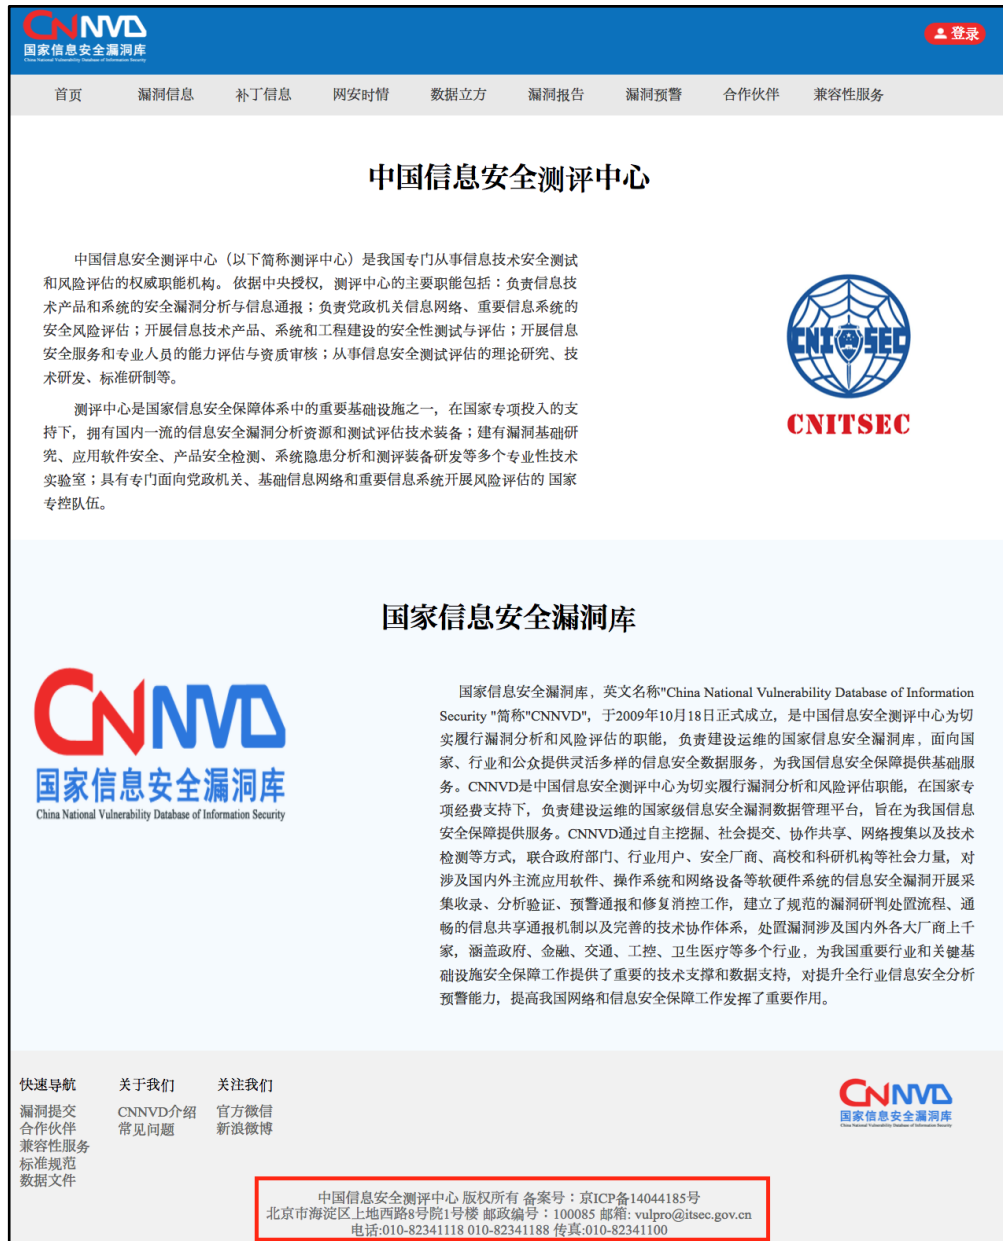 CNNVD
国家信息安全漏洞库
China National Vulnerability Database of Information Security
登录
首页 漏洞信息 补丁信息 网安时情 数据立方 漏洞报告 漏洞预警 合作伙伴 兼容性服务
中国信息安全测评中心
中国信息安全测评中心（以下简称测评中心）是我国专门从事信息技术安全测试
和风险评估的权威职能机构。 依据中央授权，测评中心的主要职能包括：负责信息技
术产品和系统的安全漏洞分析与信息通报；负责党政机关信息网络、重要信息系统的
安全风险评估；开展信息技术产品、系统和工程建设的安全性测试与评估；开展信息
安全服务和专业人员的能力评估与资质审核；从事信息安全测试评估的理论研究、技
术研发、标准研制等。
测评中心是国家信息安全保障体系中的重要基础设施之一，在国家专项投入的支
持下，拥有国内一流的信息安全漏洞分析资源和测试评估技术装备；建有漏洞基础研
究、应用软件安全、产品安全检测、系统隐患分析和测评装备研发等多个专业性技术
实验室；具有专门面向党政机关、基础信息网络和重要信息系统开展风险评估的 国家
专控队伍。
CNITSEC
CNITSEC
国家信息安全漏洞库
CNNVD
国家信息安全漏洞库
China National Vulnerability Database of Information Security
国家信息安全漏洞库，英文名称"China National Vulnerability Database of Information
Security "简称"CNNVD"，于2009年10月18日正式成立，是中国信息安全测评中心为切
实履行漏洞分析和风险评估的职能，负责建设运维的国家信息安全漏洞库，面向国
家、行业和公众提供灵活多样的信息安全数据服务，为我国信息安全保障提供基础服
务。CNNVD是中国信息安全测评中心为切实履行漏洞分析和风险评估职能，在国家专
项经费支持下，负责建设运维的国家级信息安全漏洞数据管理平台，旨在为我国信息
安全保障提供服务。CNNVD通过自主挖掘、社会提交、协作共享、网络搜集以及技术
检测等方式，联合政府部门、行业用户、安全厂商、高校和科研机构等社会力量，对
涉及国内外主流应用软件、操作系统和网络设备等软硬件系统的信息安全漏洞开展采
集收录、分析验证、预警通报和修复消控工作，建立了规范的漏洞研判处置流程、通
畅的信息共享通报机制以及完善的技术协作体系，处置漏洞涉及国内外各大厂商上千
家，涵盖政府、金融、交通、工控、卫生医疗等多个行业，为我国重要行业和关键基
础设施安全保障工作提供了重要的技术支撑和数据支持，对提升全行业信息安全分析
预警能力，提高我国网络和信息安全保障工作发挥了重要作用。
快速导航 关于我们 关注我们
漏洞提交 CNNVD介绍 官方微信
合作伙伴 常见问题 新浪微博
兼容性服务
标准规范
数据文件
CNNVD
国家信息安全漏洞库
China National Vulnerability Database of Information Security
中国信息安全测评中心 版权所有 备案号：京ICP备14044185号
北京市海淀区上地西路8号院1号楼 邮政编号：100085 邮箱: vulpro@itsec.gov.cn
电话:010-82341118 010-82341188 传真:010-82341100